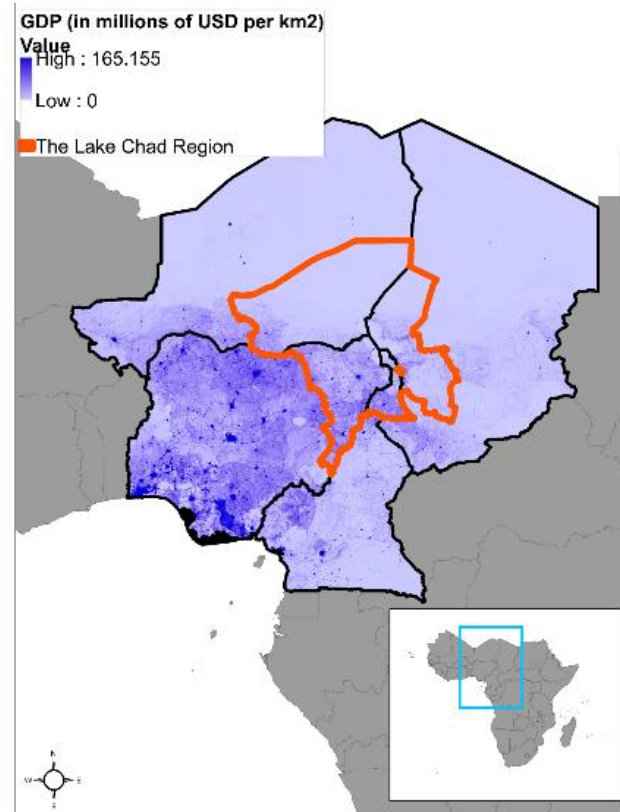 GDP (in millions of USD per km2)
Value
High : 165.155
Low : 0
The Lake Chad Region
N
W E
S